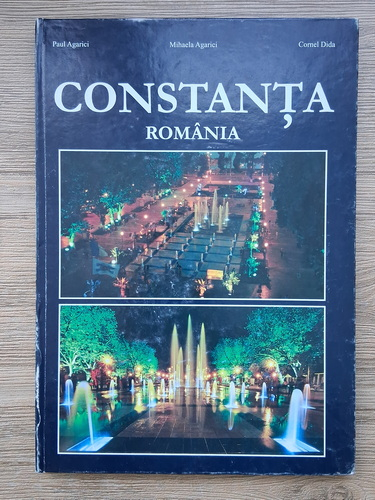 Paul Agarici Mihaela Agarici Cornel Dida
CONSTANȚA
ROMÂNIA